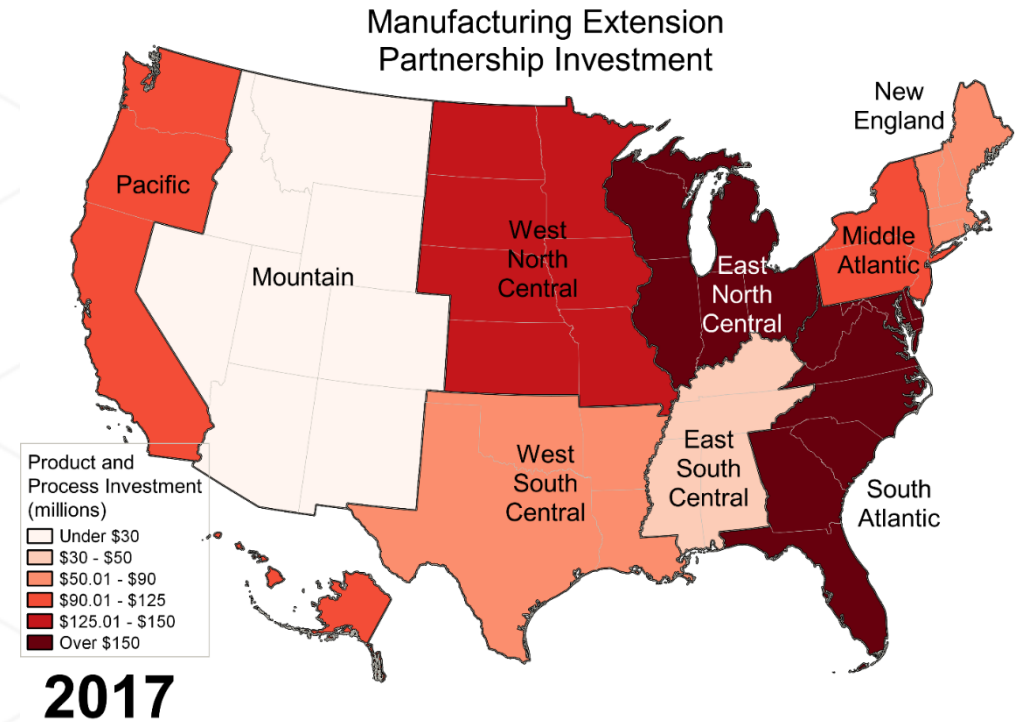 Manufacturing Extension
Partnership Investment
New
England
Pacific
Mountain
West
North
Central
East
North
Central
Middle
Atlantic
West
South
Central
East
South
Central
South
Atlantic
Product and
Process Investment
(millions)
Under $30
$30 - $50
$50.01 - $90
$90.01 - $125
$125.01 - $150
Over $150
2017